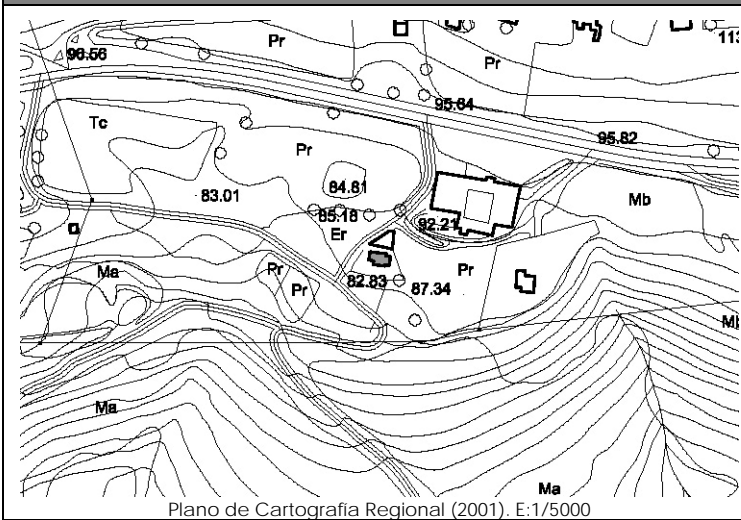 Pr
96.56
Pr
113
95.64
95.82
Tc
Pr
84.81
83.01
85.18
Er
92.21
Mb
Pr
82.83
87.34
Ma
Pr
Pr
Ma
Ma
Plano de Cartografía Regional (2001). E:1/5000